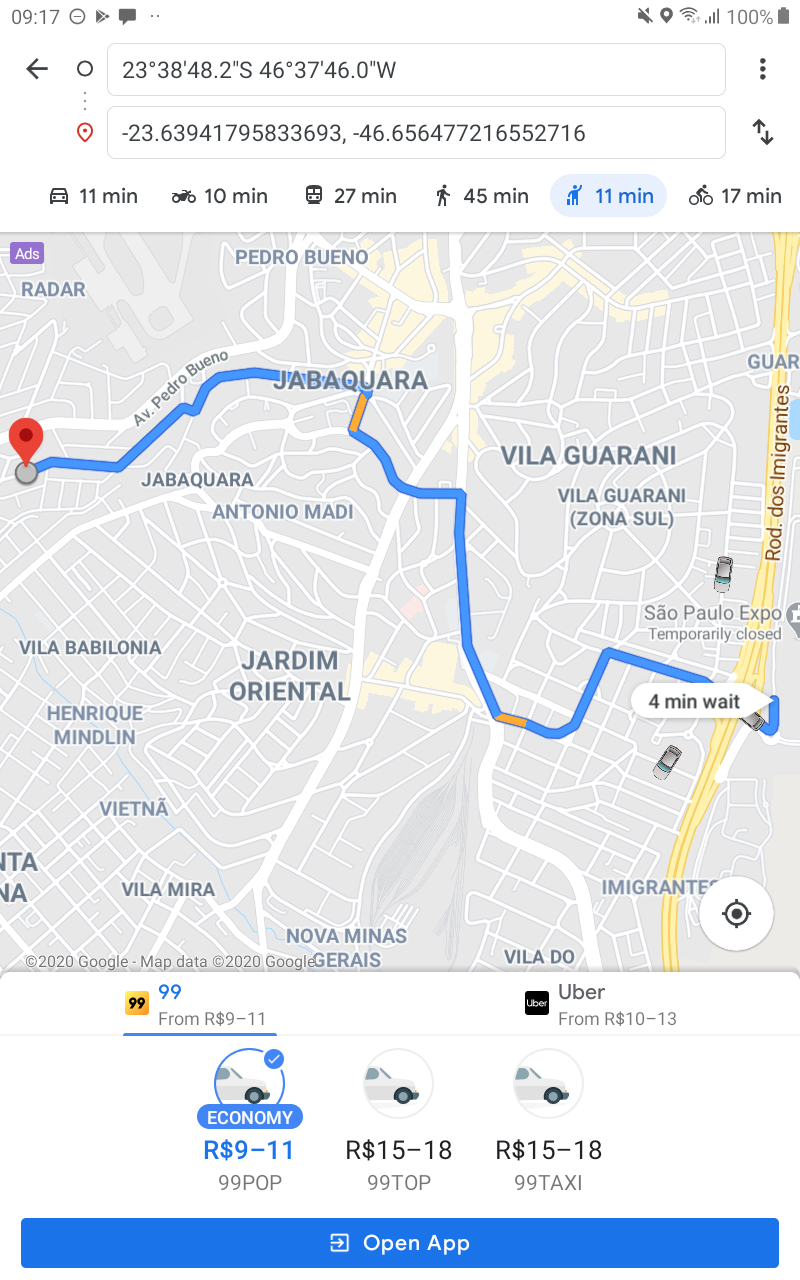 09:17
100%
23°38'48.2"S 46°37'46.0"W
-23.63941795833693, -46.656477216552716
11 min
10 min
27 min
45 min
11 min
17 min
Ads
PEDRO BUENO
RADAR
Av. Pedro Bueno
GUAR
JABAQUARA
Rod. dos Imigrantes
VILA GUARANI
JABAQUARA
VILA GUARANI
(ZONA SUL)
ANTONIO MADI
São Paulo Expo
Temporarily closed
VILA BABILONIA
JARDIM
ORIENTAL
4 min wait
HENRIQUE
MINDLIN
VIETNÃ
NTA
NA
VILA MIRA
IMIGRANTES
NOVA MINAS
GERAIS
VILA DO
©2020 Google - Map data ©2020 Google
99
99
From R$9–11
Uber
Uber
From R$10–13
ECONOMY
R$9–11
99POP
R$15–18
99TOP
R$15–18
99TAXI
Open App